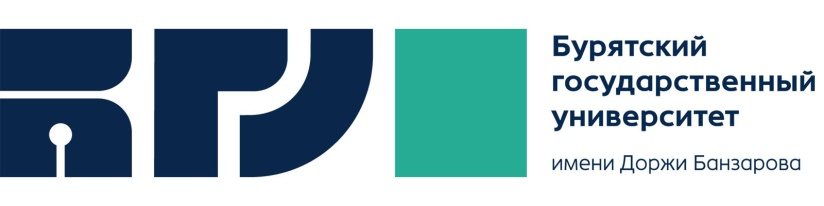 Бурятский
государственный
университет
имени Доржи Банзарова